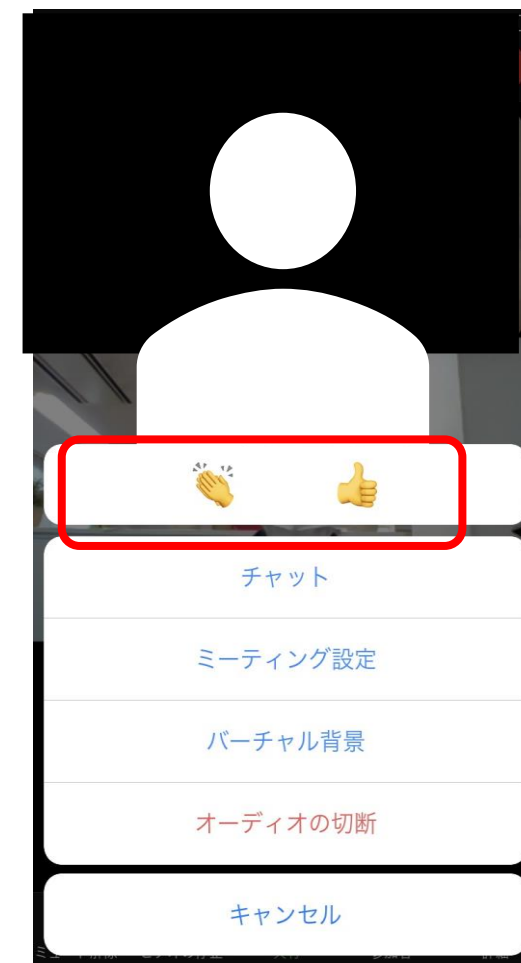 チャット
ミーティング設定
バーチャル背景
オーディオの切断
キャンセル